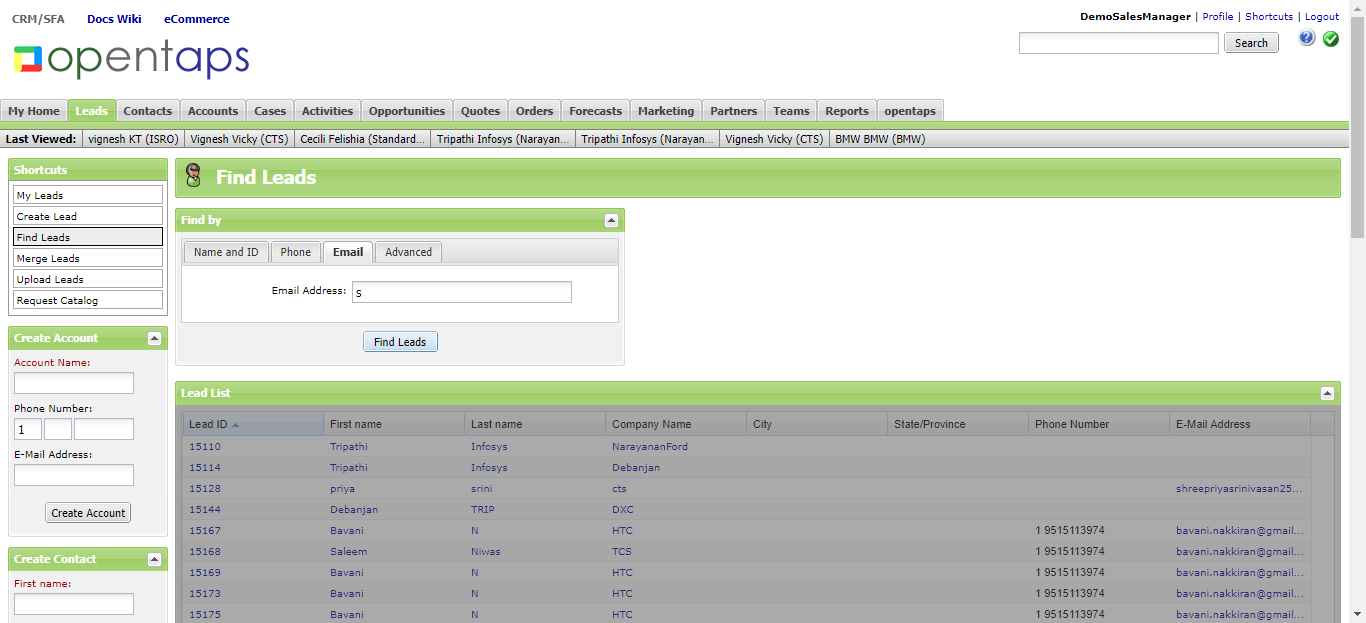 CRM/SFA Docs Wiki eCommerce
DemoSalesManager | Profile | Shortcuts | Logout
opentaps
Search
My Home Leads Contacts Accounts Cases Activities Opportunities Quotes Orders Forecasts Marketing Partners Teams Reports opentaps
Last Viewed: vignesh KT (ISRO) Vignesh Vicky (CTS) Cecili Felishia (Standard... Tripathi Infosys (Narayan... Tripathi Infosys (Narayan... Vignesh Vicky (CTS) BMW BMW (BMW)
Shortcuts
My Leads
Create Lead
Find Leads
Merge Leads
Upload Leads
Request Catalog
Create Account
Account Name:
Phone Number:
1
E-Mail Address:
Create Account
Create Contact
First name:
Find Leads
Find by
Name and ID Phone Email Advanced
Email Address: s
Find Leads
Lead List
Lead ID First name Last name Company Name City State/Province Phone Number E-Mail Address
15110 Tripathi Infosys NarayananFord
15114 Tripathi Infosys Debanjan
15128 priya srini cts shreepriyasrinivasan25...
15144 Debanjan TRIP DXC
15167 Bavani N HTC 1 9515113974 bavani.nakkiran@gmail...
15168 Saleem Niwas TCS 1 9515113974 bavani.nakkiran@gmail...
15169 Bavani N HTC 1 9515113974 bavani.nakkiran@gmail...
15173 Bavani N HTC 1 9515113974 bavani.nakkiran@gmail...
15175 Bavani N HTC 1 9515113974 bavani.nakkiran@gmail...